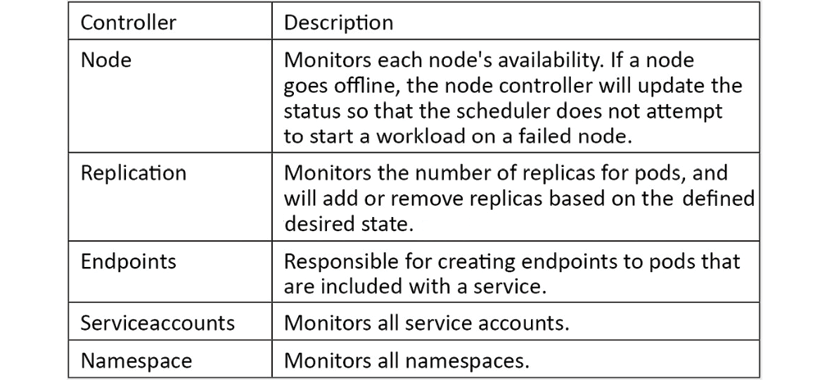 Controller
Description
Node
Monitors each node's availability. If a node
goes offline, the node controller will update the
status so that the scheduler does not attempt
to start a workload on a failed node.
Replication
Monitors the number of replicas for pods, and
will add or remove replicas based on the defined
desired state.
Endpoints
Responsible for creating endpoints to pods that
are included with a service.
Serviceaccounts
Monitors all service accounts.
Namespace
Monitors all namespaces.